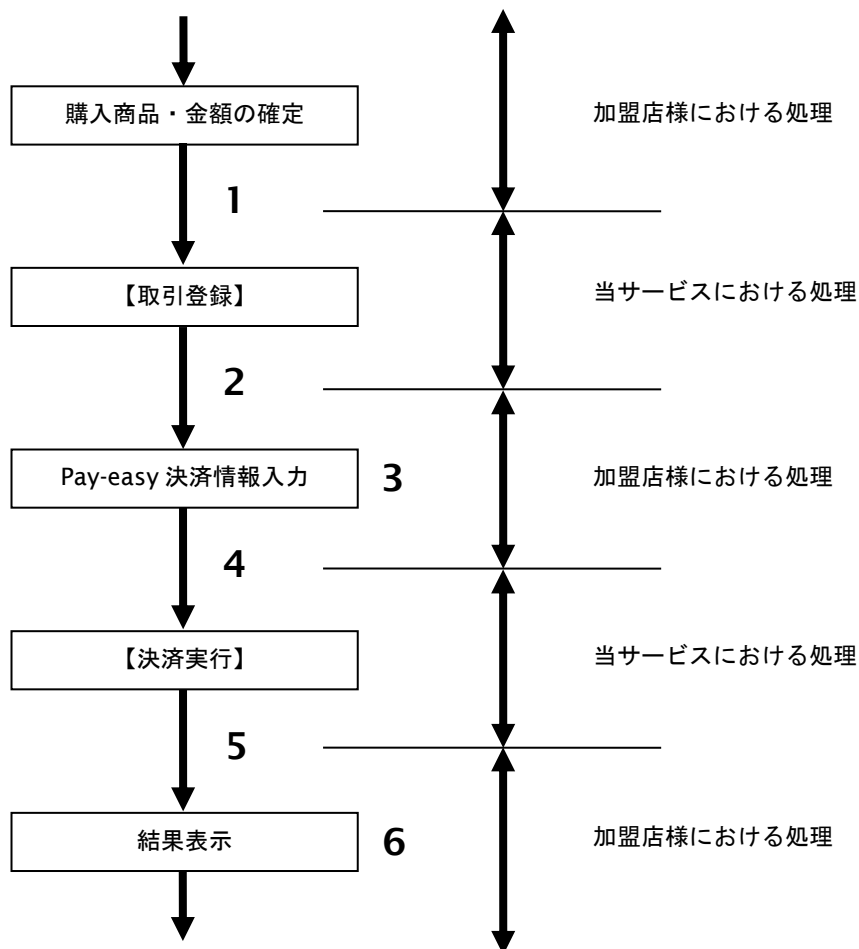 購入商品・金額の確定
加盟店様における処理
1
【取引登録】
当サービスにおける処理
2
Pay-easy 決済情報入力
3
加盟店様における処理
4
【決済実行】
当サービスにおける処理
5
結果表示
6
加盟店様における処理